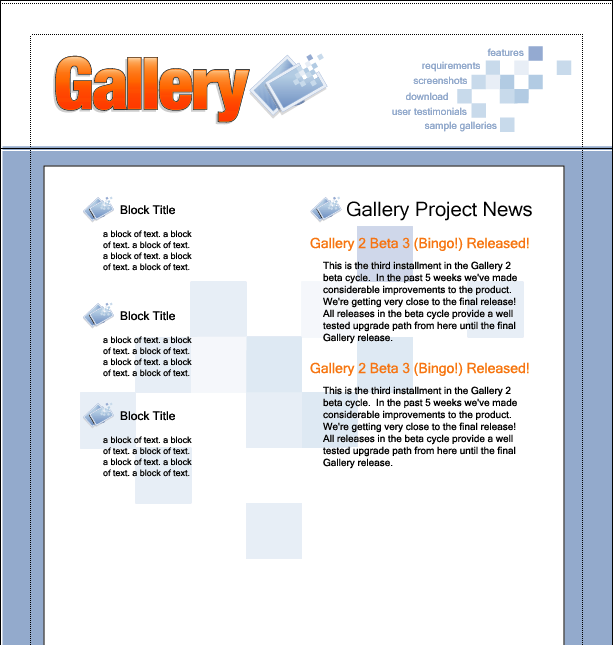 Gallery
features
requirements
screenshots
download
user testimonials
sample galleries
Block Title
a block of text. a block
of text. a block of text.
a block of text. a block
of text. a block of text.
Block Title
a block of text. a block
of text. a block of text.
a block of text. a block
of text. a block of text.
Block Title
a block of text. a block
of text. a block of text.
a block of text. a block
of text. a block of text.
Gallery Project News
Gallery 2 Beta 3 (Bingo!) Released!
This is the third installment in the Gallery 2
beta cycle.  In the past 5 weeks we've made
considerable improvements to the product.
We're getting very close to the final release!
All releases in the beta cycle provide a well
tested upgrade path from here until the final
Gallery release.
Gallery 2 Beta 3 (Bingo!) Released!
This is the third installment in the Gallery 2
beta cycle.  In the past 5 weeks we've made
considerable improvements to the product.
We're getting very close to the final release!
All releases in the beta cycle provide a well
tested upgrade path from here until the final
Gallery release.